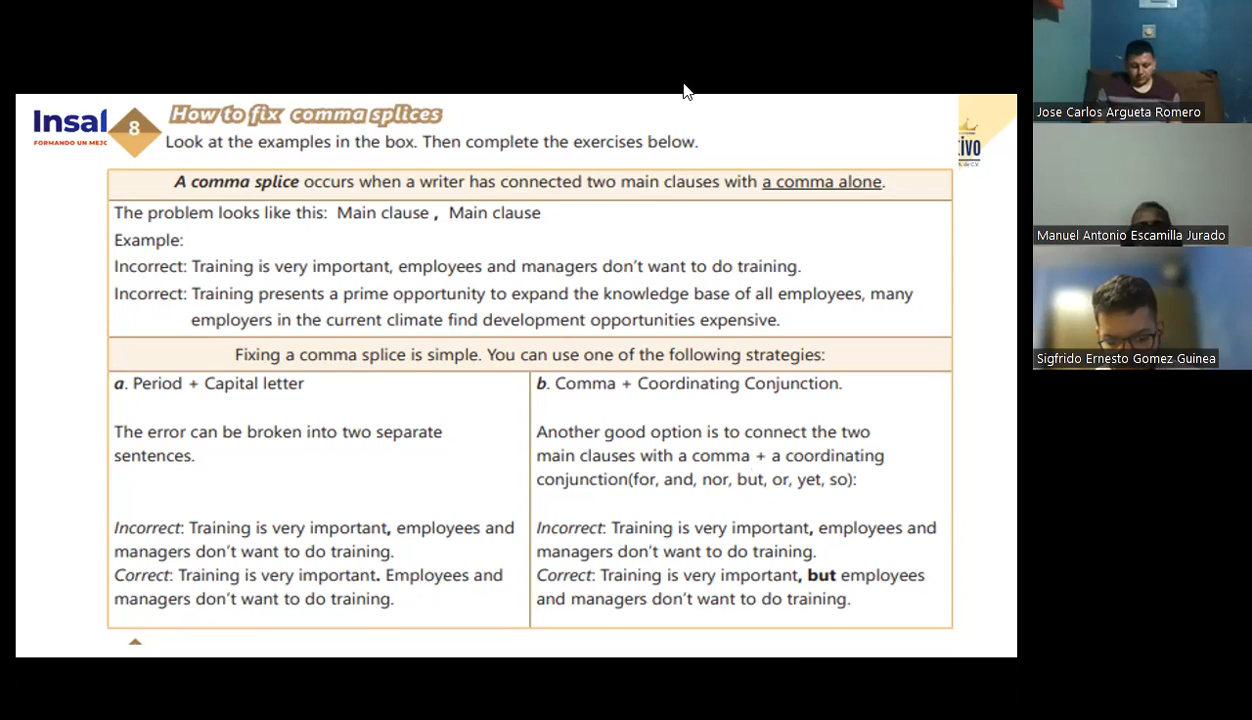 Insal
FORMANDO UN MEJO
8
How to fix comma splices
Look at the examples in the box. Then complete the exercises below.
A comma splice occurs when a writer has connected two main clauses with a comma alone.
The problem looks like this: Main clause , Main clause
Example:
Incorrect: Training is very important, employees and managers don't want to do training.
Incorrect: Training presents a prime opportunity to expand the knowledge base of all employees, many
employers in the current climate find development opportunities expensive.
Fixing a comma splice is simple. You can use one of the following strategies:
a. Period + Capital letter
The error can be broken into two separate
sentences.
Incorrect: Training is very important, employees and
managers don't want to do training.
Correct: Training is very important. Employees and
managers don't want to do training.
b. Comma + Coordinating Conjunction.
Another good option is to connect the two
main clauses with a comma + a coordinating
conjunction(for, and, nor, but, or, yet, so):
Incorrect: Training is very important, employees and
managers don't want to do training.
Correct: Training is very important, but employees
and managers don't want to do training.
Jose Carlos Argueta Romero
Manuel Antonio Escamilla Jurado
Sigfrido Ernesto Gomez Guinea